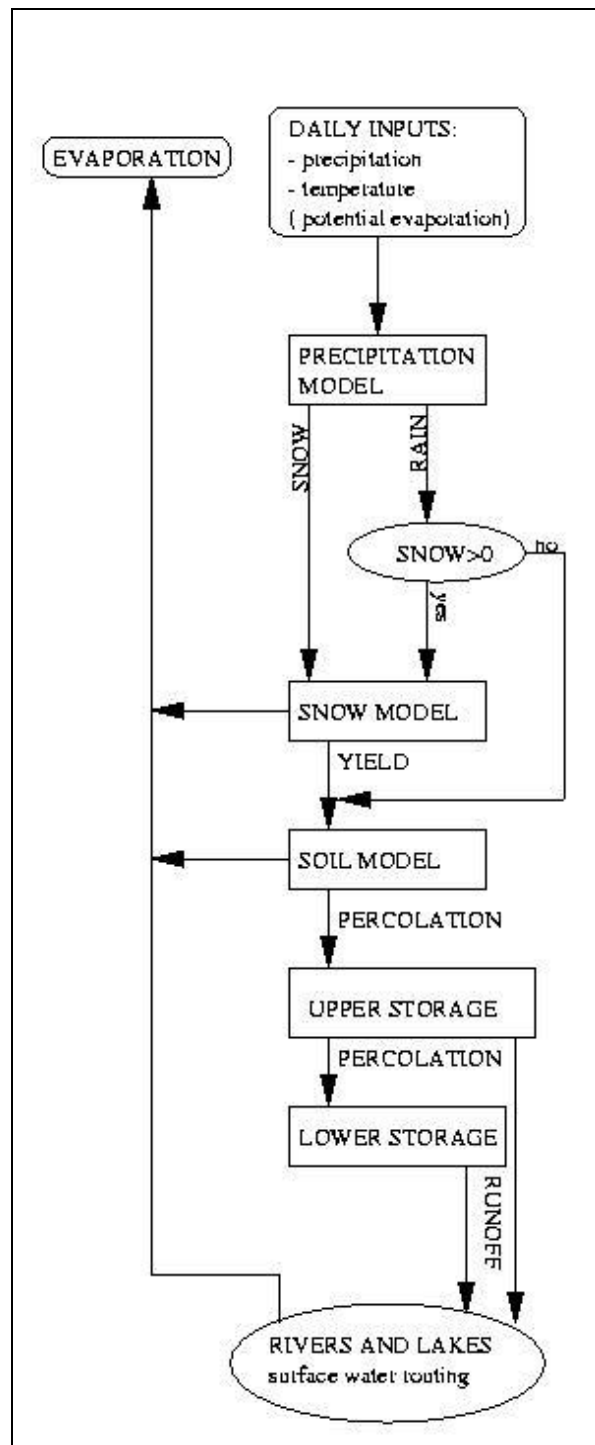 DAILY INPUTS:
- precipitation
- temperature
( potential evaporation)
EVAPORATION
PRECIPITATION
MODEL
SNOW
RAIN
SNOW>0
no
yes
SNOW MODEL
YIELD
SOIL MODEL
PERCOLATION
UPPER STORAGE
PERCOLATION
LOWER STORAGE
RUNOFF
RIVERS AND LAKES
surface water routing